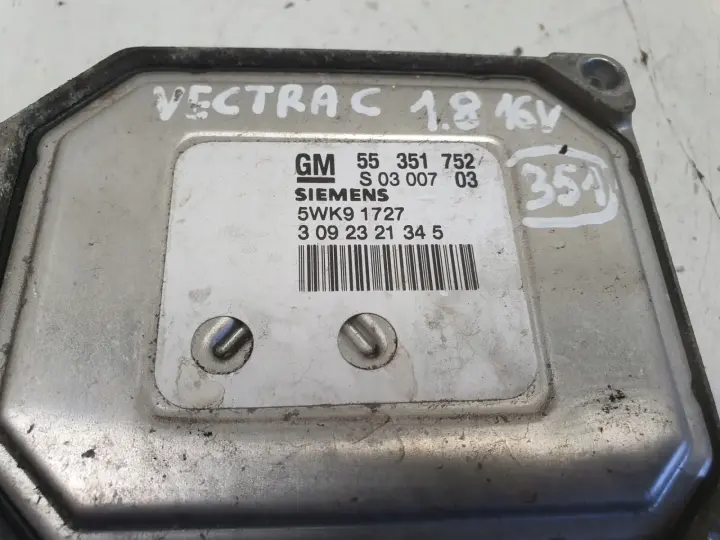 VECTRA C 1.8 16V
GM 55 351 752
S 03 007 03
351
SIEMENS
5WK9 1727
3 09 23 21 34 5